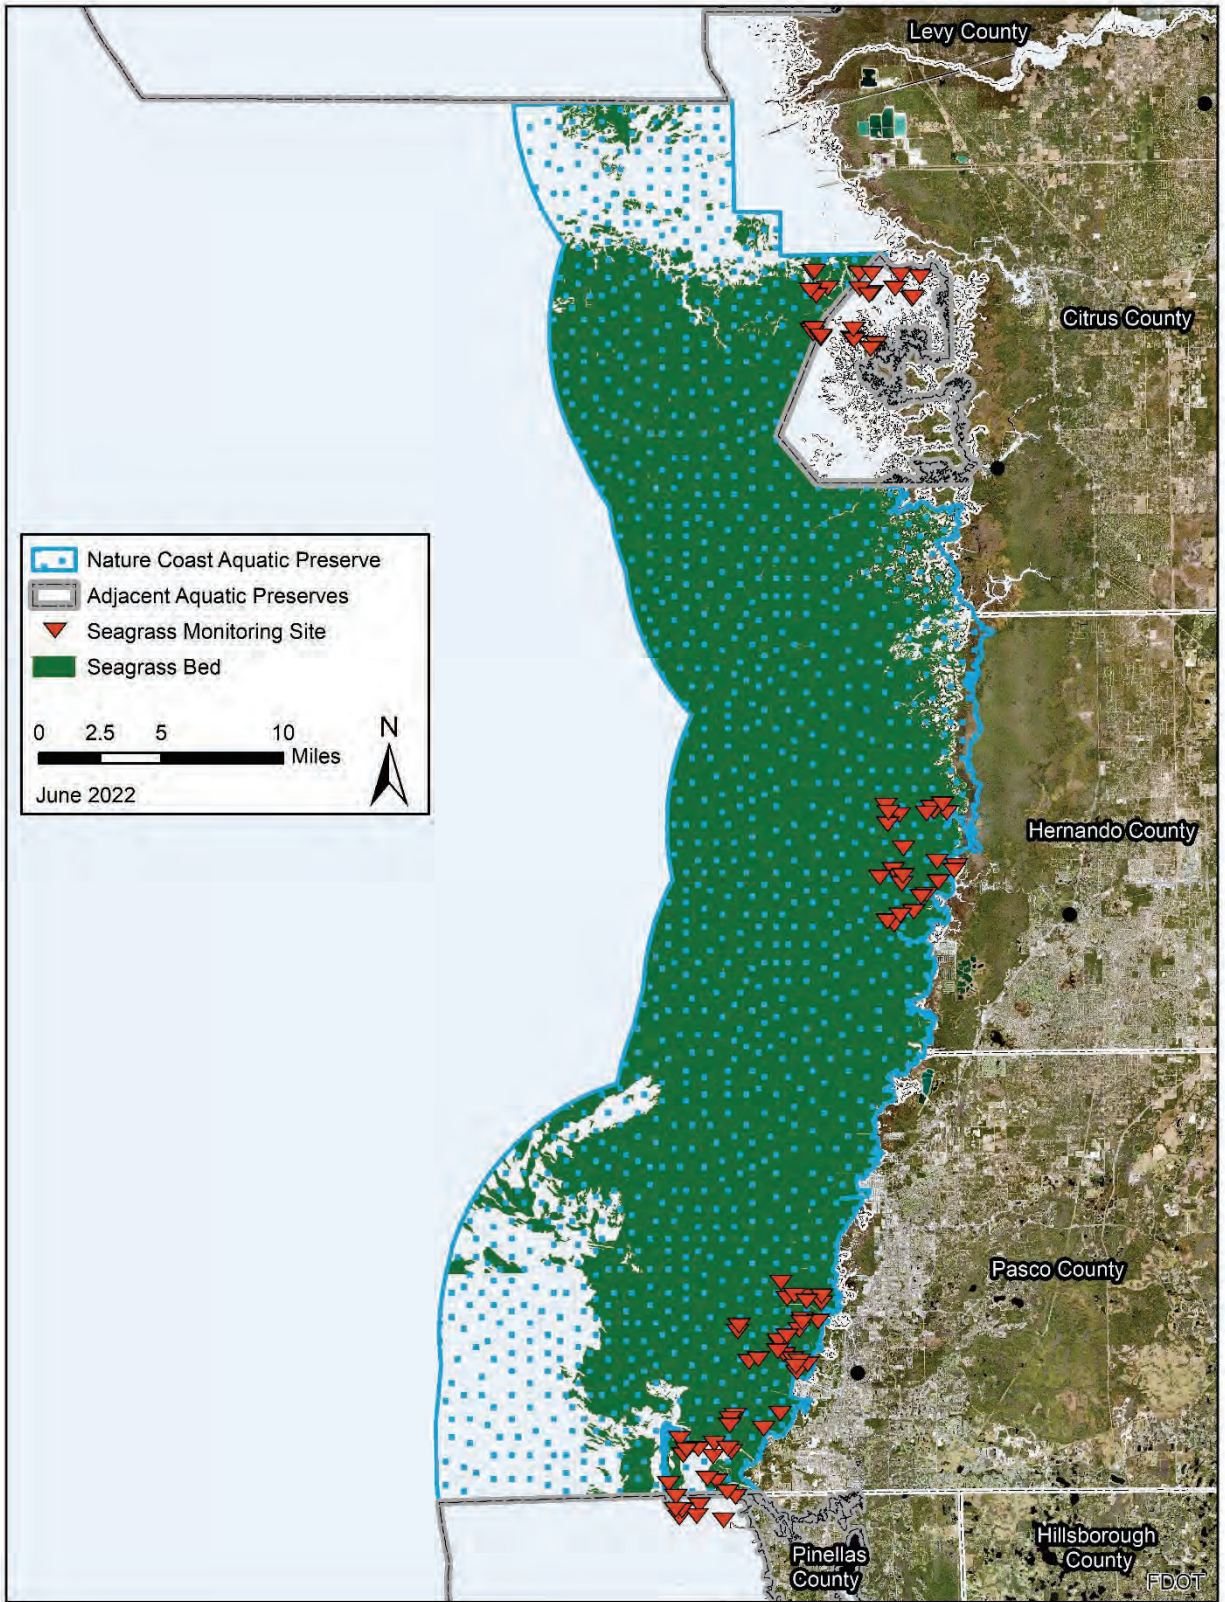 Levy County
Citrus County
Nature Coast Aquatic Preserve
Adjacent Aquatic Preserves
Seagrass Monitoring Site
Seagrass Bed
0 2.5 5 10
Miles
N
June 2022
Hernando County
Pasco County
Hillsborough
County
Pinellas
County
FDOT